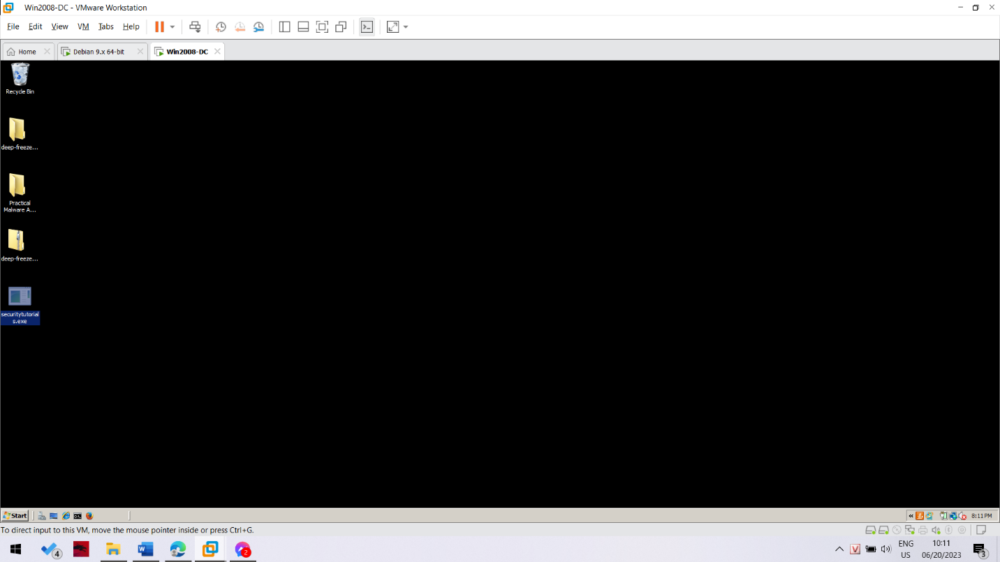 Win2008-DC - VMware Workstation
File Edit View VM Tabs Help
Home Debian 9.x 64-bit Win2008-DC
Recycle Bin
deep-freeze...
Practical
Malware A...
deep-freeze...
securitytutorial
s.exe
Start
8:11 PM
To direct input to this VM, move the mouse pointer inside or press Ctrl+G.
4
2
ENG
US
10:11
06/20/2023
3